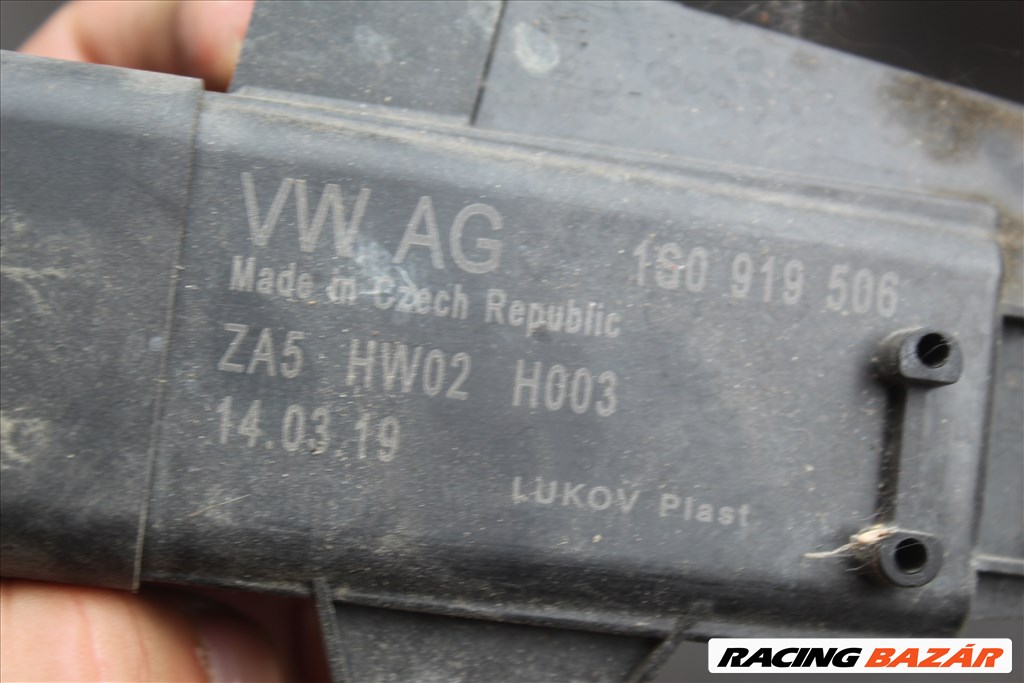 VW AG 1S0 919 506
Made in Czech Republic
ZA5 HW02 H003
14.03.19
LUKOV Plast
RACING BAZÁR